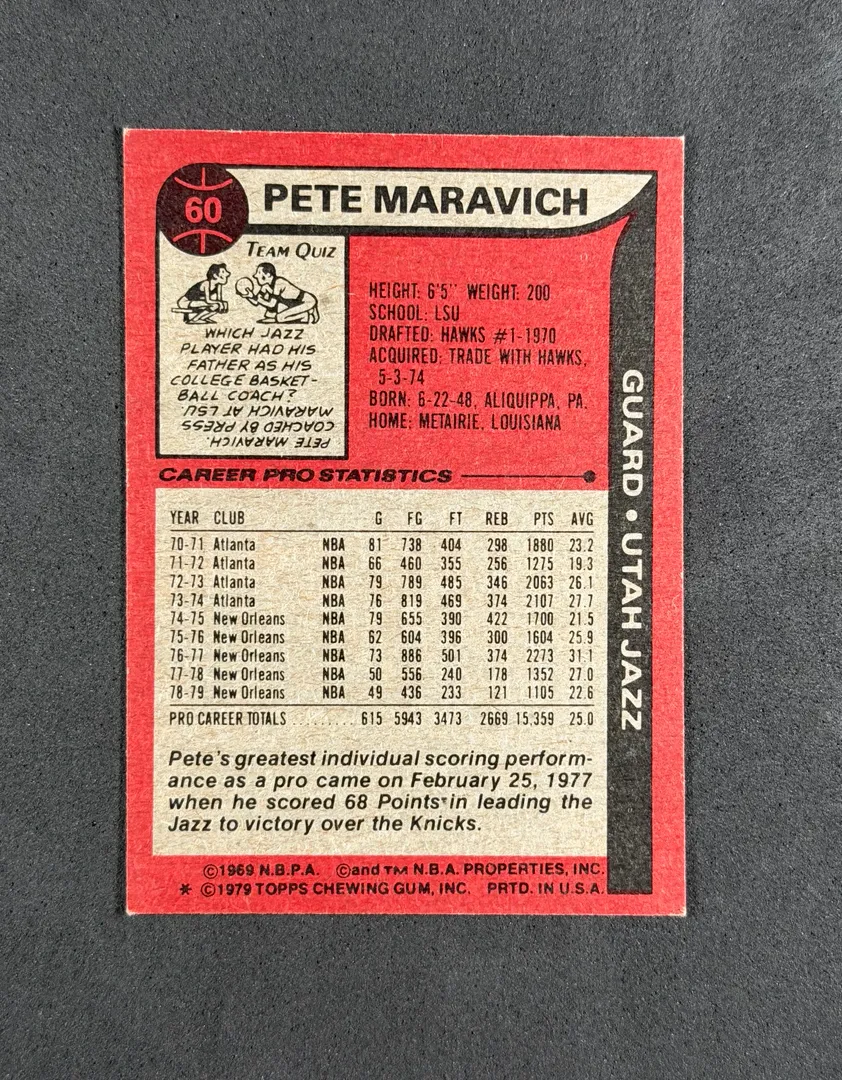 60
PETE MARAVICH
TEAM QUIZ
WHICH JAZZ
PLAYER HAD HIS
FATHER AS HIS
COLLEGE BASKET-
BALL COACH?
PETE MARAVICH.
COACHED BY PRESS
MARAVICH AT LSU.
HEIGHT: 6'5" WEIGHT: 200
SCHOOL: LSU
DRAFTED: HAWKS #1-1970
ACQUIRED: TRADE WITH HAWKS,
5-3-74
BORN: 6-22-48, ALIQUIPPA, PA.
HOME: METAIRIE, LOUISIANA
GUARD • UTAH JAZZ
CAREER PRO STATISTICS
YEAR CLUB G FG FT REB PTS AVG
70-71 Atlanta NBA 81 738 404 298 1880 23.2
71-72 Atlanta NBA 66 460 355 256 1275 19.3
72-73 Atlanta NBA 79 789 485 346 2063 26.1
73-74 Atlanta NBA 76 819 469 374 2107 27.7
74-75 New Orleans NBA 79 655 390 422 1700 21.5
75-76 New Orleans NBA 62 604 396 300 1604 25.9
76-77 New Orleans NBA 73 886 501 374 2273 31.1
77-78 New Orleans NBA 50 556 240 178 1352 27.0
78-79 New Orleans NBA 49 436 233 121 1105 22.6
PRO CAREER TOTALS ......... 615 5943 3473 2669 15,359 25.0
Pete's greatest individual scoring perform-
ance as a pro came on February 25, 1977
when he scored 68 Points in leading the
Jazz to victory over the Knicks.
©1969 N.B.P.A. ©and TM N.B.A. PROPERTIES, INC.
* ©1979 TOPPS CHEWING GUM, INC. PRTD. IN U.S.A.